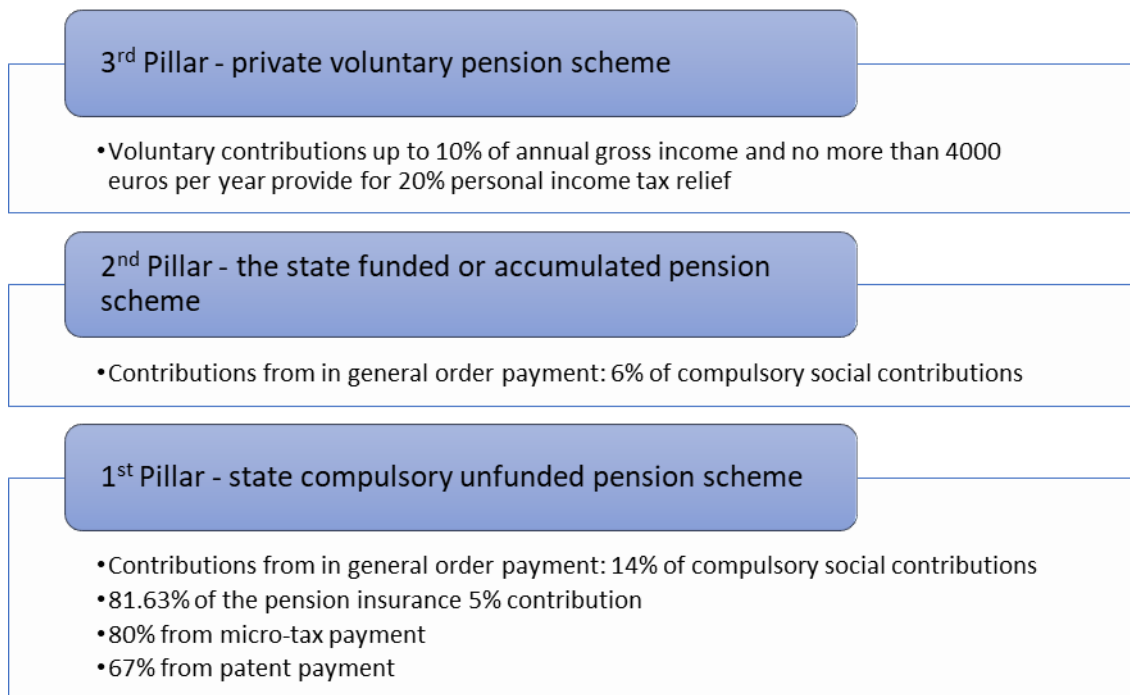 3rd Pillar - private voluntary pension scheme
•Voluntary contributions up to 10% of annual gross income and no more than 4000
euros per year provide for 20% personal income tax relief
2nd Pillar - the state funded or accumulated pension
scheme
•Contributions from in general order payment: 6% of compulsory social contributions
1st Pillar - state compulsory unfunded pension scheme
•Contributions from in general order payment: 14% of compulsory social contributions
•81.63% of the pension insurance 5% contribution
•80% from micro-tax payment
•67% from patent payment